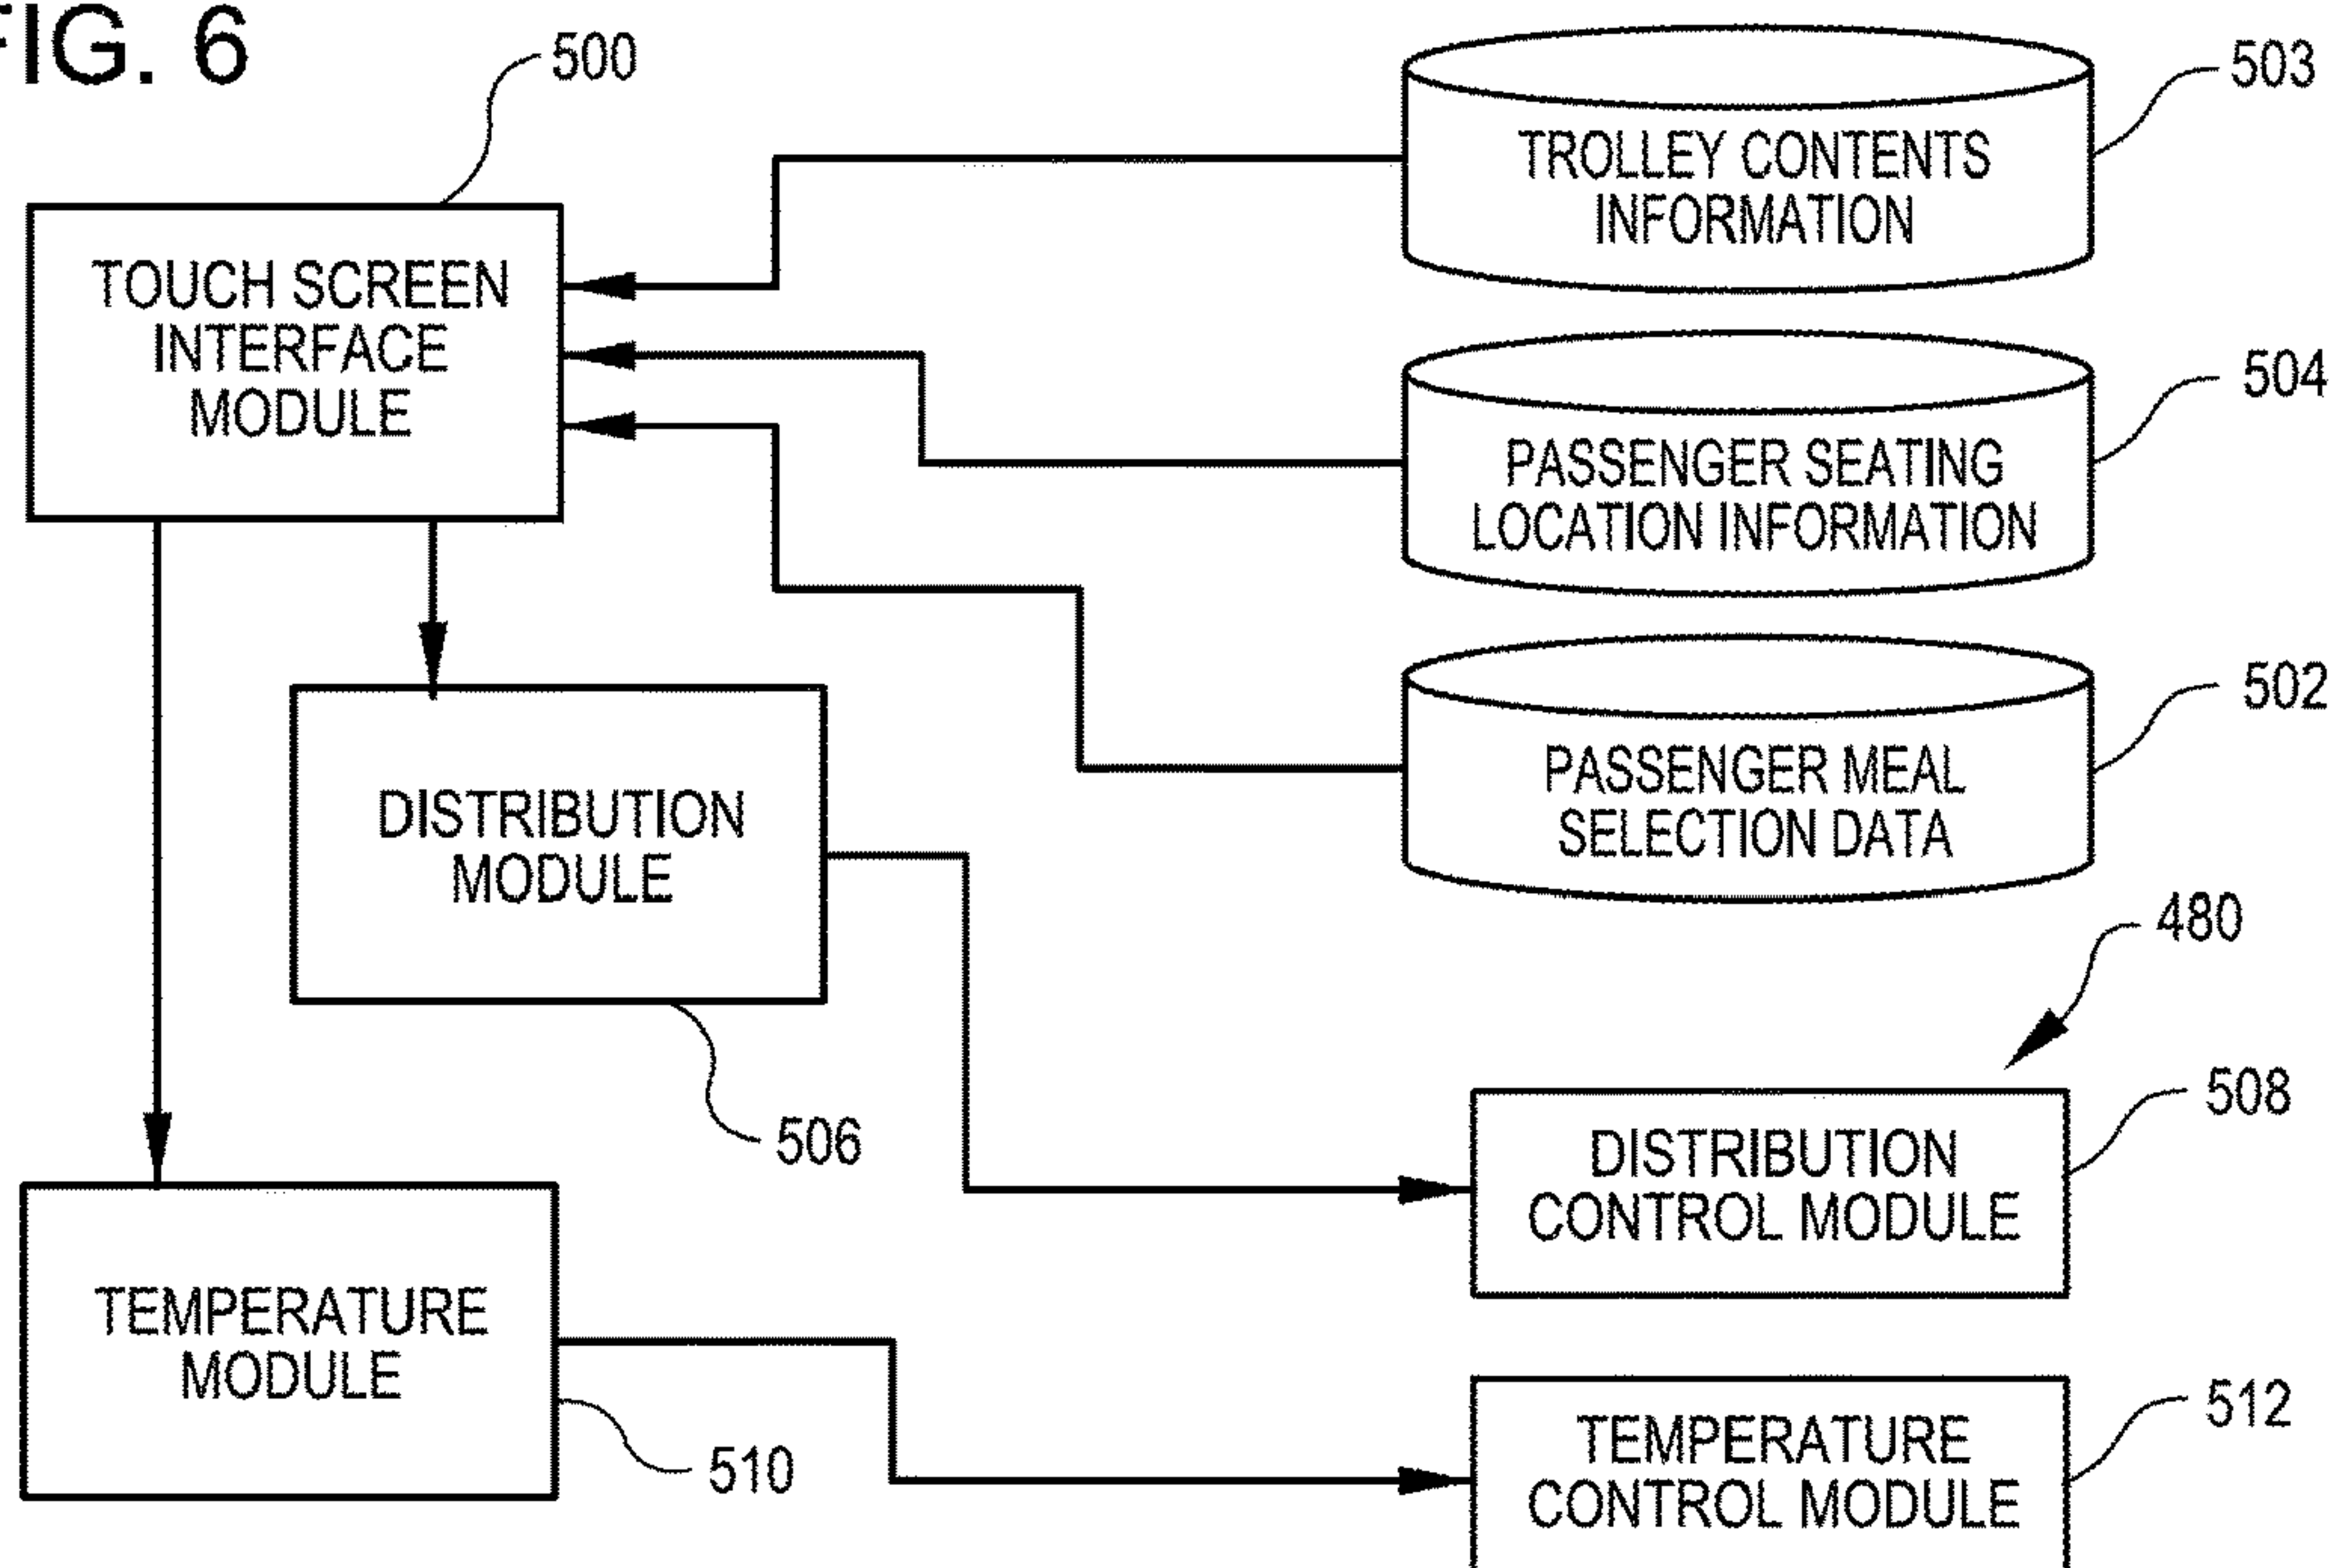 FIG. 6
500
503
TROLLEY CONTENTS
INFORMATION
TOUCH SCREEN
INTERFACE
MODULE
504
PASSENGER SEATING
LOCATION INFORMATION
502
PASSENGER MEAL
SELECTION DATA
DISTRIBUTION
MODULE
480
506
508
DISTRIBUTION
CONTROL MODULE
TEMPERATURE
MODULE
510
512
TEMPERATURE
CONTROL MODULE